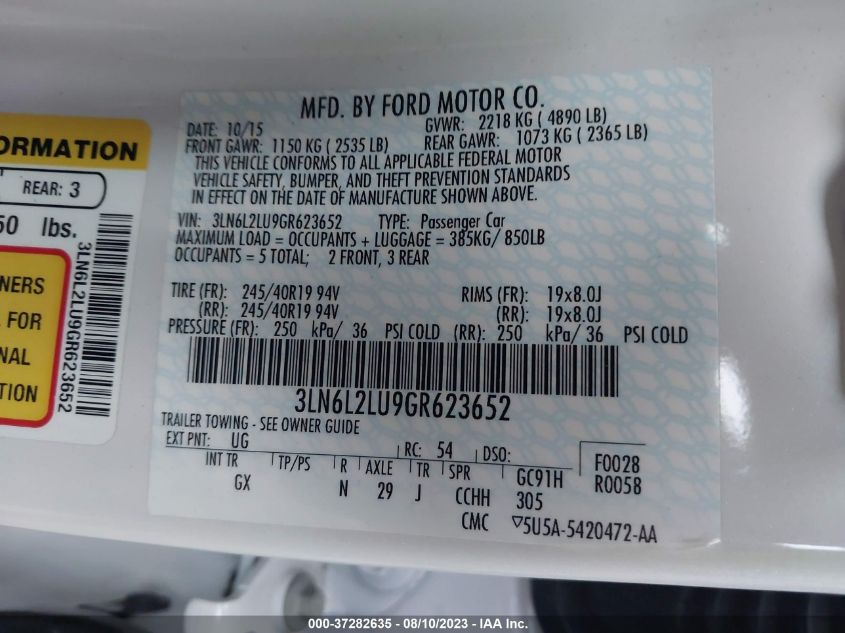 MFD. BY FORD MOTOR CO.
DATE: 10/15 GVWR: 2218 KG ( 4890 LB)
FRONT GAWR: 1150 KG ( 2535 LB) REAR GAWR: 1073 KG ( 2365 LB)
THIS VEHICLE CONFORMS TO ALL APPLICABLE FEDERAL MOTOR
VEHICLE SAFETY, BUMPER, AND THEFT PREVENTION STANDARDS
IN EFFECT ON THE DATE OF MANUFACTURE SHOWN ABOVE.
VIN: 3LN6L2LU9GR623652 TYPE: Passenger Car
MAXIMUM LOAD = OCCUPANTS + LUGGAGE = 385KG/ 850LB
OCCUPANTS = 5 TOTAL; 2 FRONT, 3 REAR
TIRE (FR): 245/40R19 94V RIMS (FR): 19x8.0J
(RR): 245/40R19 94V (RR): 19x8.0J
PRESSURE (FR): 250 kPa/ 36 PSI COLD (RR): 250 kPa/ 36 PSI COLD
3LN6L2LU9GR623652
TRAILER TOWING - SEE OWNER GUIDE
EXT PNT: UG RC: 54 DSO:
INT TR TP/PS R AXLE TR SPR GC91H F0028
GX N 29 J CCHH 305 R0058
CMC ▽5U5A-5420472-AA
ORMATION
REAR: 3
50 lbs.
3LN6L2LU9GR623652
NERS
FOR
NAL
TION
000-37282635 - 08/10/2023 - IAA Inc.